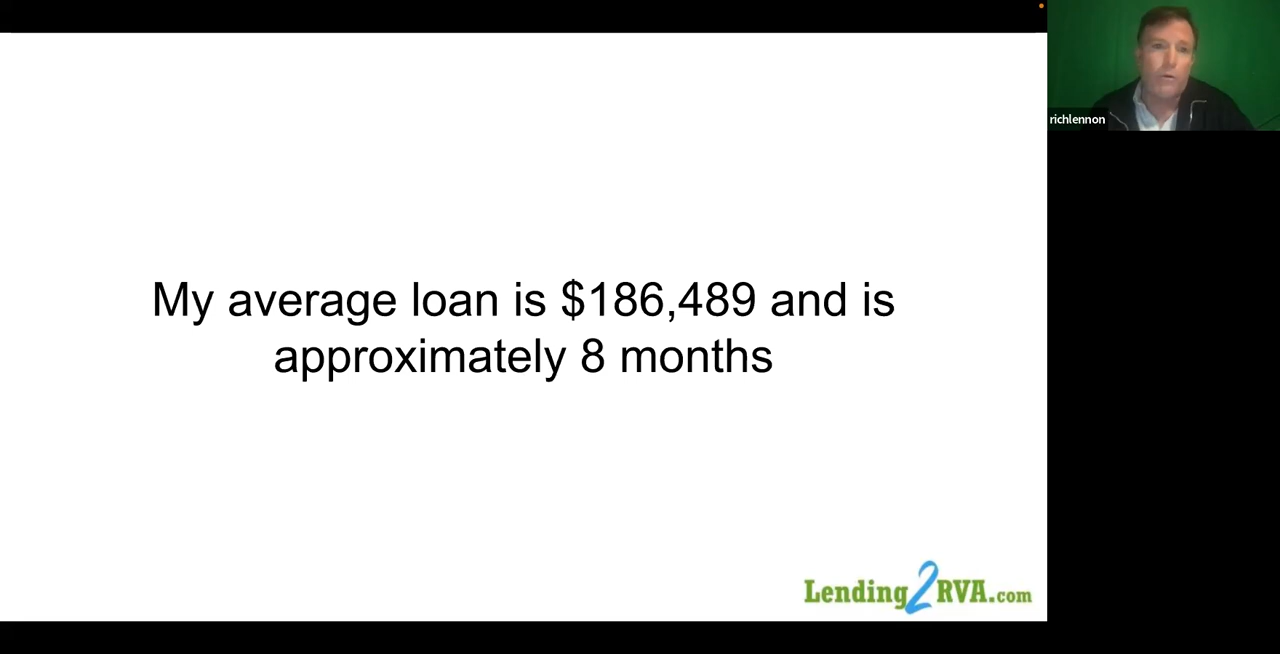 My average loan is $186,489 and is
approximately 8 months
richlennon
Lending2RVA.com